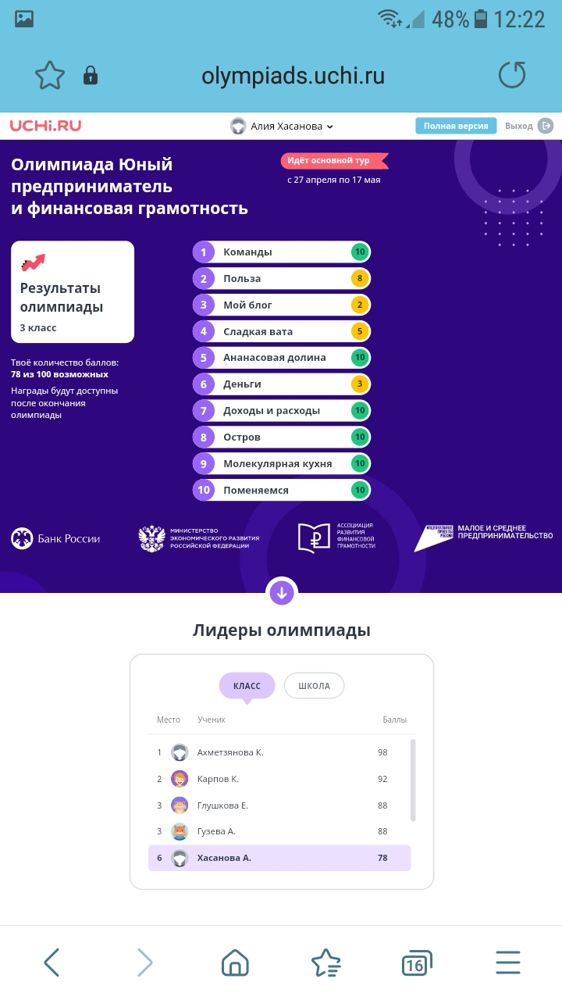 48% 12:22
olympiads.uchi.ru
UCHi.RU
Алия Хасанова
Полная версия
Выход
Олимпиада Юный
предприниматель
и финансовая грамотность
Идёт основной тур
с 27 апреля по 17 мая
Результаты
олимпиады
3 класс
Твоё количество баллов:
78 из 100 возможных
Награды будут доступны
после окончания
олимпиады
1 Команды 10
2 Польза 8
3 Мой блог 2
4 Сладкая вата 5
5 Ананасовая долина 10
6 Деньги 3
7 Доходы и расходы 10
8 Остров 10
9 Молекулярная кухня 10
10 Поменяемся 10
Банк России
МИНИСТЕРСТВО
ЭКОНОМИЧЕСКОГО РАЗВИТИЯ
РОССИЙСКОЙ ФЕДЕРАЦИИ
АССОЦИАЦИЯ
РАЗВИТИЯ
ФИНАНСОВОЙ
ГРАМОТНОСТИ
НАЦИОНАЛЬНЫЕ
ПРОЕКТЫ
РОССИИ
МАЛОЕ И СРЕДНЕЕ
ПРЕДПРИНИМАТЕЛЬСТВО
Лидеры олимпиады
КЛАСС
ШКОЛА
Место Ученик Баллы
1 Ахметзянова К. 98
2 Карпов К. 92
3 Глушкова Е. 88
3 Гузева А. 88
6 Хасанова А. 78
16